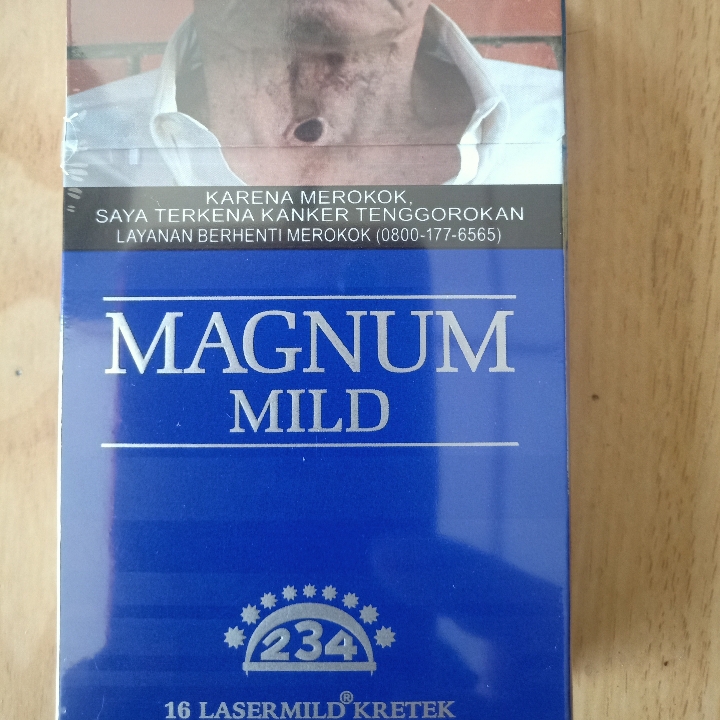 KARENA MEROKOK,
SAYA TERKENA KANKER TENGGOROKAN
LAYANAN BERHENTI MEROKOK (0800-177-6565)
MAGNUM
MILD
234
16 LASERMILD® KRETEK